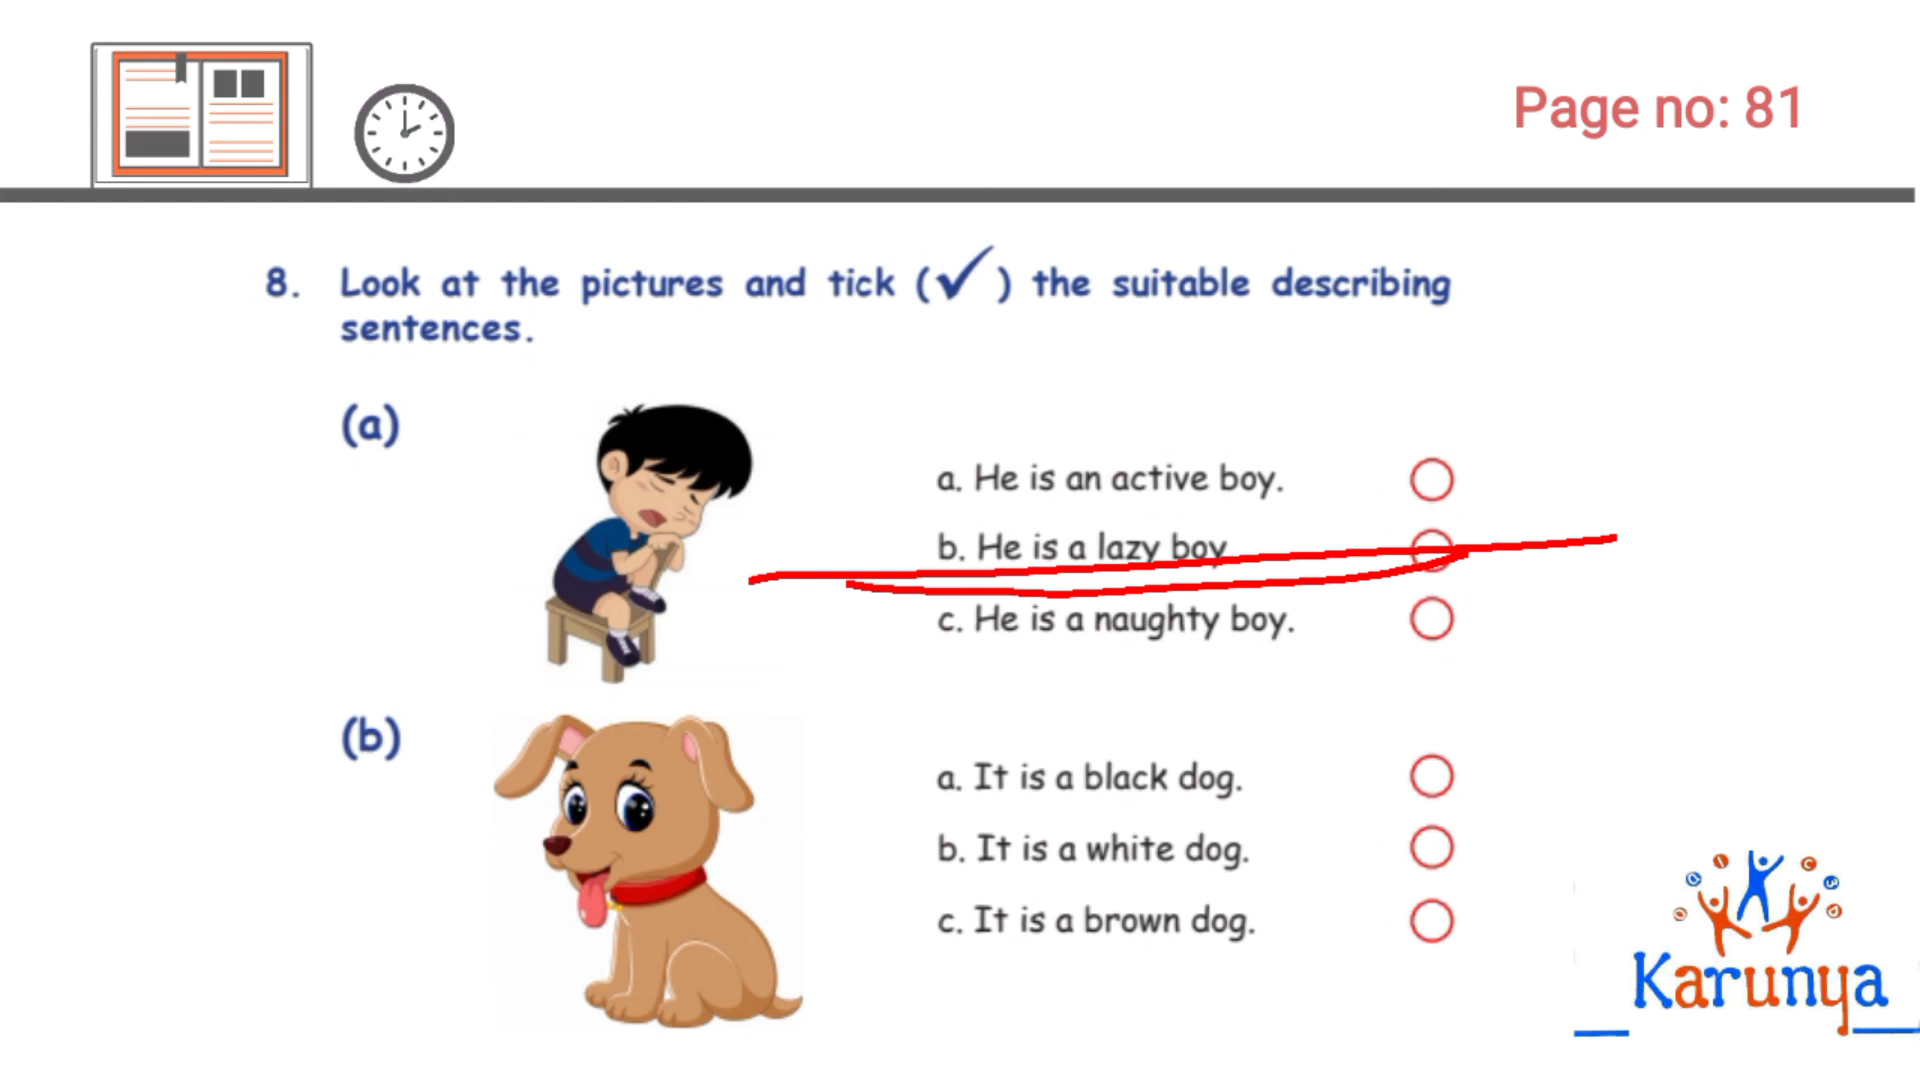 Page no: 81
8. Look at the pictures and tick (✓) the suitable describing
sentences.
(a)
a. He is an active boy.
b. He is a lazy boy
c. He is a naughty boy.
(b)
a. It is a black dog.
b. It is a white dog.
c. It is a brown dog.
Karunya